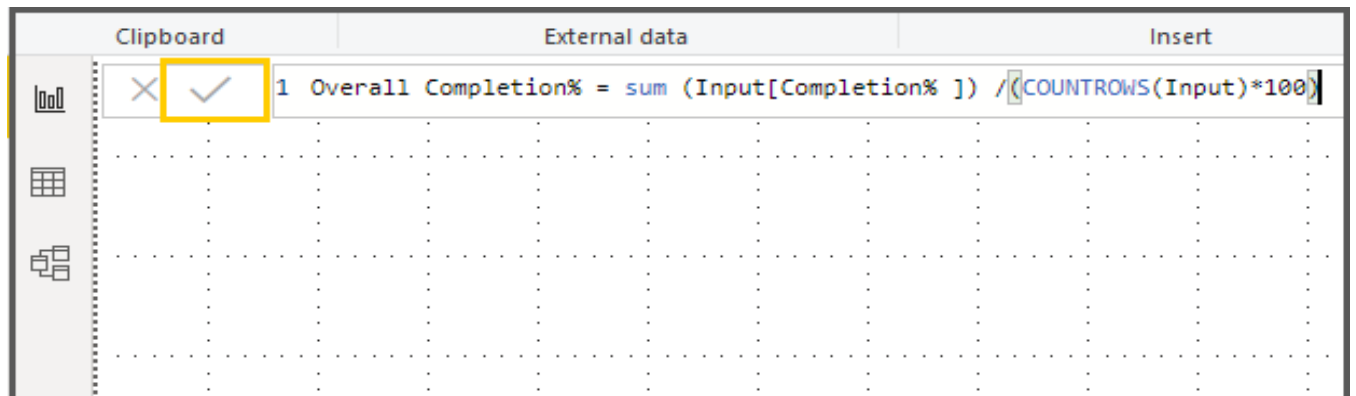 Clipboard External data Insert
1 Overall Completion% = sum (Input[Completion% ]) /(COUNTROWS(Input)*100)